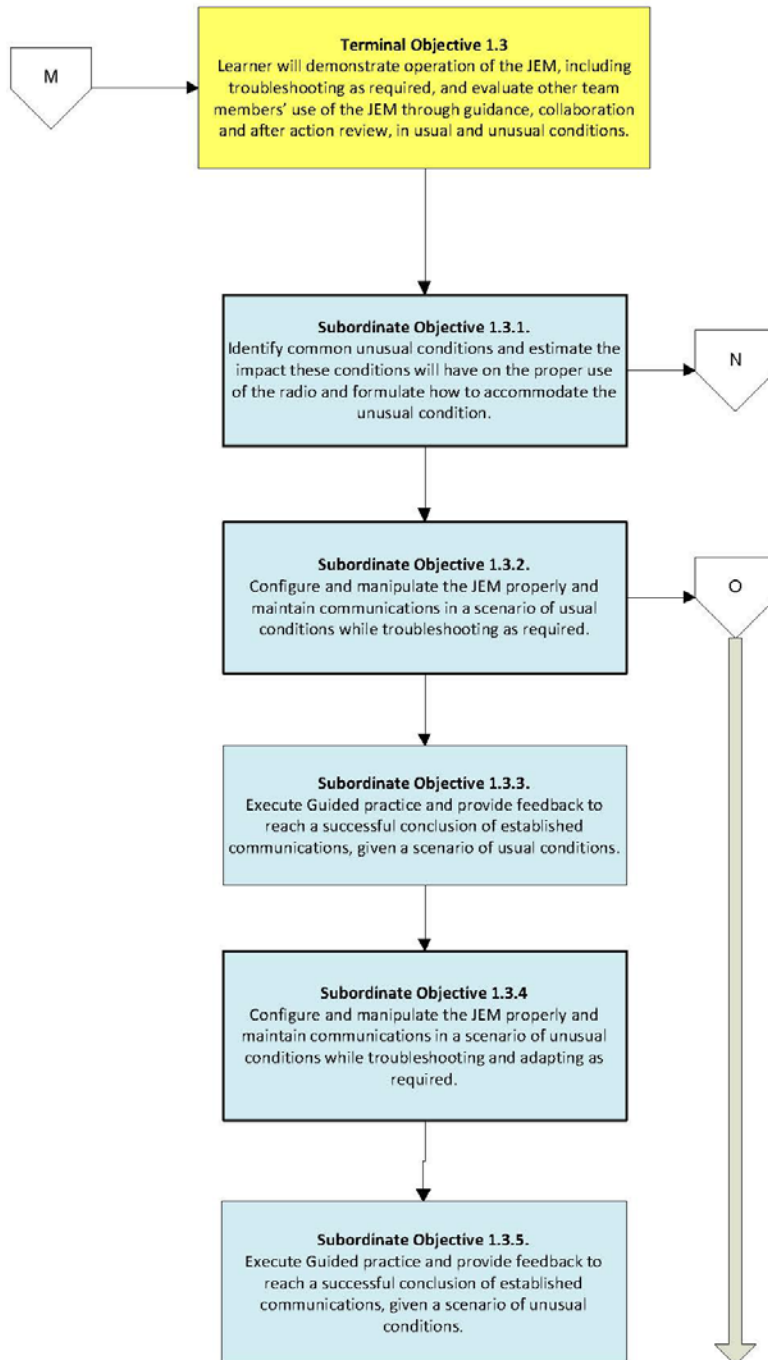 M
Terminal Objective 1.3
Learner will demonstrate operation of the JEM, including
troubleshooting as required, and evaluate other team
members’ use of the JEM through guidance, collaboration
and after action review, in usual and unusual conditions.
Subordinate Objective 1.3.1.
Identify common unusual conditions and estimate the
impact these conditions will have on the proper use
of the radio and formulate how to accommodate the
unusual condition.
N
Subordinate Objective 1.3.2.
Configure and manipulate the JEM properly and
maintain communications in a scenario of usual
conditions while troubleshooting as required.
O
Subordinate Objective 1.3.3.
Execute Guided practice and provide feedback to
reach a successful conclusion of established
communications, given a scenario of usual conditions.
Subordinate Objective 1.3.4
Configure and manipulate the JEM properly and
maintain communications in a scenario of unusual
conditions while troubleshooting and adapting as
required.
Subordinate Objective 1.3.5.
Execute Guided practice and provide feedback to
reach a successful conclusion of established
communications, given a scenario of unusual
conditions.